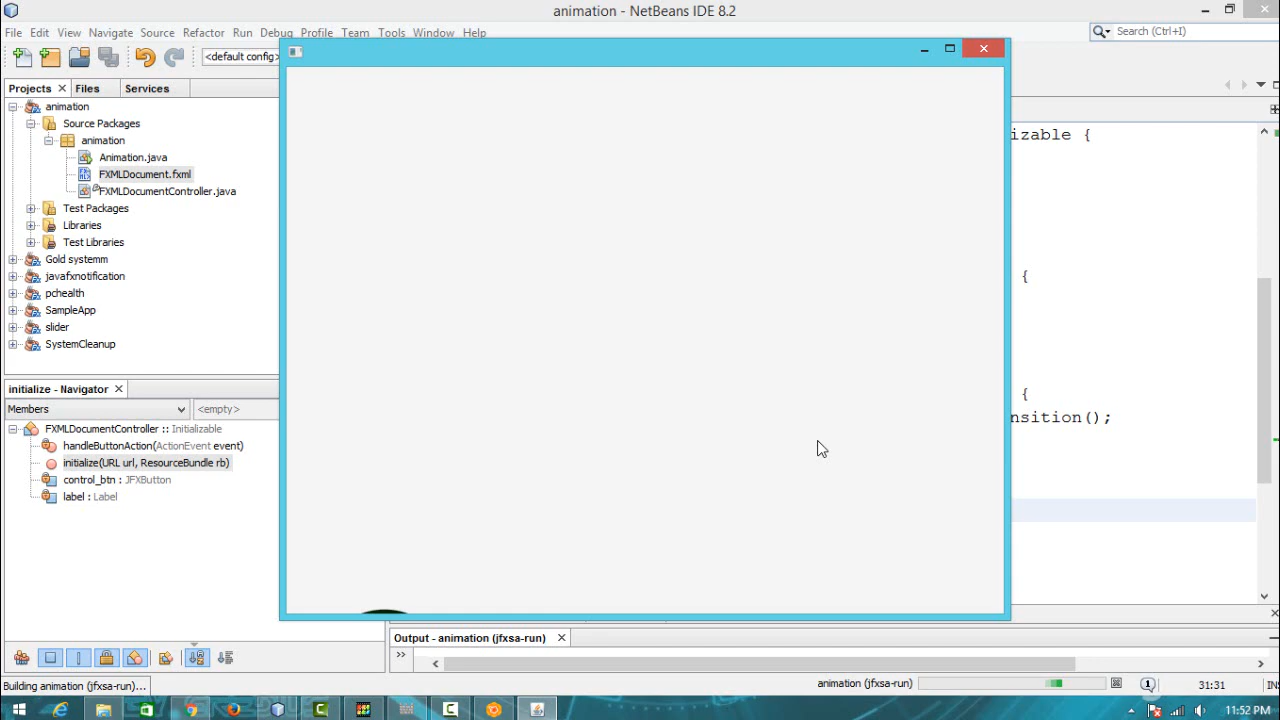 animation - NetBeans IDE 8.2
File Edit View Navigate Source Refactor Run Debug Profile Team Tools Window Help
Search (Ctrl+I)
<default config>
Projects Files Services
animation
Source Packages
animation
Animation.java
FXMLDocument.fxml
FXMLDocumentController.java
Test Packages
Libraries
Test Libraries
Gold systemm
javafxnotification
pchealth
SampleApp
slider
SystemCleanup
izable {
{
{
nsition();
initialize - Navigator
Members
<empty>
FXMLDocumentController :: Initializable
handleButtonAction(ActionEvent event)
initialize(URL url, ResourceBundle rb)
control_btn : JFXButton
label : Label
Output - animation (jfxsa-run)
>>
Building animation (jfxsa-run)...
animation (jfxsa-run)
1
31:31
INS
11:52 PM